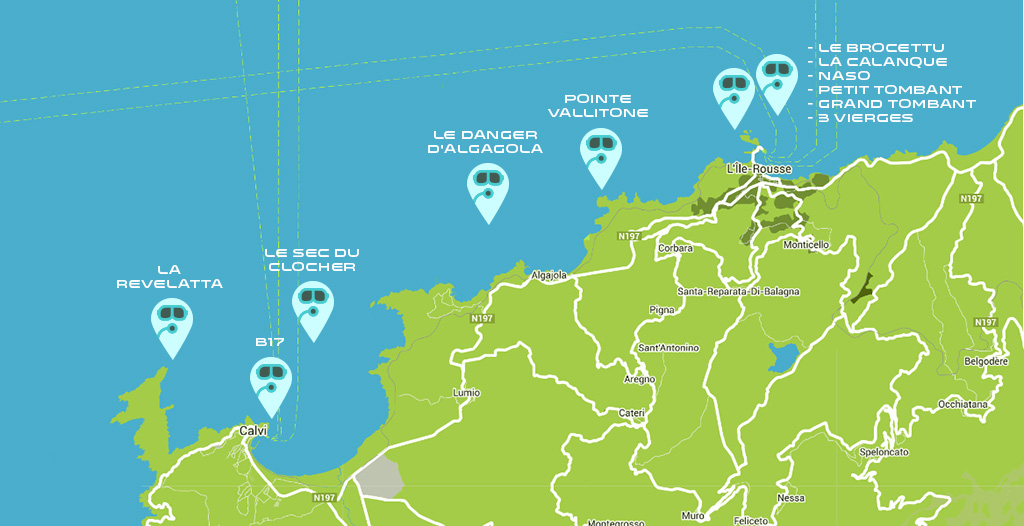 - LE BROCETTU
- LA CALANQUE
- NASO
- PETIT TOMBANT
- GRAND TOMBANT
- 3 VIERGES
POINTE
VALLITONE
LE DANGER
D'ALGAGOLA
L'Île-Rousse
N197
N197
Corbara
Monticello
LE SEC DU
CLOCHER
LA
REVELATTA
Algajola
Santa-Reparata-Di-Balagna
Pigna
N197
N197
B17
Sant'Antonino
Belgodère
Aregno
Lumio
Occhiatana
Cateri
Calvi
Speloncato
N197
Nessa
Muro
Feliceto
Montegrosso